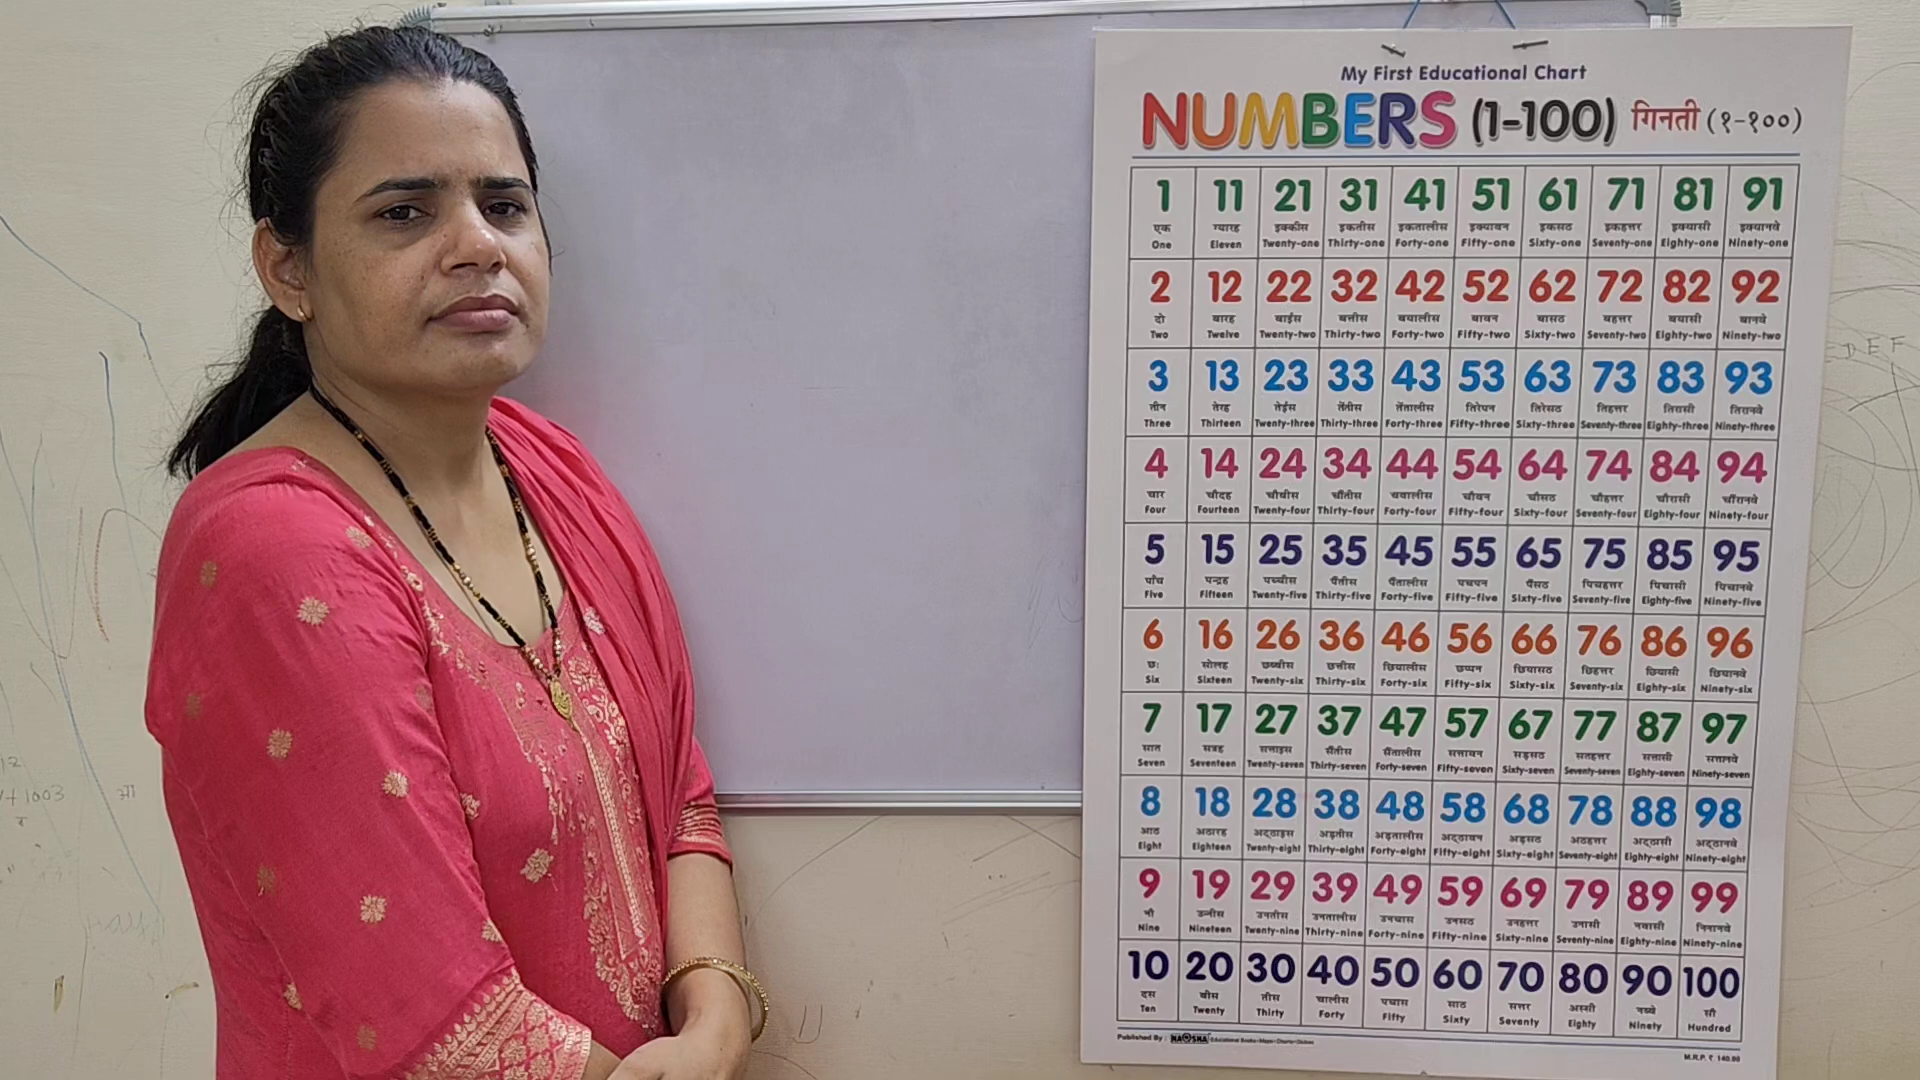 My First Educational Chart
NUMBERS (1-100) गिनती (१-१००)
1 11 21 31 41 51 61 71 81 91
एक ग्यारह इक्कीस इकतीस इकतालीस इक्यावन इकसठ इकहत्तर इक्यासी इक्यानवे
One Eleven Twenty-one Thirty-one Forty-one Fifty-one Sixty-one Seventy-one Eighty-one Ninety-one
2 12 22 32 42 52 62 72 82 92
दो बारह बाईस बत्तीस बयालीस बावन बासठ बहत्तर बयासी बानवे
Two Twelve Twenty-two Thirty-two Forty-two Fifty-two Sixty-two Seventy-two Eighty-two Ninety-two
3 13 23 33 43 53 63 73 83 93
तीन तेरह तेईस तेंतीस तेंतालीस तिरेपन तिरेसठ तिहत्तर तिरासी तिरानवे
Three Thirteen Twenty-three Thirty-three Forty-three Fifty-three Sixty-three Seventy-three Eighty-three Ninety-three
4 14 24 34 44 54 64 74 84 94
चार चौदह चौबीस चौंतीस चवालीस चौवन चौसठ चौहत्तर चौरासी चौंरानवे
Four Fourteen Twenty-four Thirty-four Forty-four Fifty-four Sixty-four Seventy-four Eighty-four Ninety-four
5 15 25 35 45 55 65 75 85 95
पाँच पन्द्रह पच्चीस पैंतीस पैंतालीस पचपन पैंसठ पिचहत्तर पिचासी पिचानवे
Five Fifteen Twenty-five Thirty-five Forty-five Fifty-five Sixty-five Seventy-five Eighty-five Ninety-five
6 16 26 36 46 56 66 76 86 96
छः सोलह छब्बीस छत्तीस छियालीस छप्पन छियासठ छिहत्तर छियासी छियानवे
Six Sixteen Twenty-six Thirty-six Forty-six Fifty-six Sixty-six Seventy-six Eighty-six Ninety-six
7 17 27 37 47 57 67 77 87 97
सात सत्रह सत्ताइस सैंतीस सैंतालीस सत्तावन सड़सठ सतहत्तर सत्तासी सत्तानवे
Seven Seventeen Twenty-seven Thirty-seven Forty-seven Fifty-seven Sixty-seven Seventy-seven Eighty-seven Ninety-seven
8 18 28 38 48 58 68 78 88 98
आठ अठारह अट्ठाइस अड़तीस अड़तालीस अट्ठावन अड़सठ अठहत्तर अट्ठासी अट्ठानवे
Eight Eighteen Twenty-eight Thirty-eight Forty-eight Fifty-eight Sixty-eight Seventy-eight Eighty-eight Ninety-eight
9 19 29 39 49 59 69 79 89 99
नौ उन्नीस उनतीस उनतालीस उनचास उनसठ उनहत्तर उनासी नवासी निनानवे
Nine Nineteen Twenty-nine Thirty-nine Forty-nine Fifty-nine Sixty-nine Seventy-nine Eighty-nine Ninety-nine
10 20 30 40 50 60 70 80 90 100
दस बीस तीस चालीस पचास साठ सत्तर अस्सी नब्बे सौ
Ten Twenty Thirty Forty Fifty Sixty Seventy Eighty Ninety Hundred
Published By : Educational Books•Maps•Charts•Globes
M.R.P. ₹ 140.00
D E F
1003